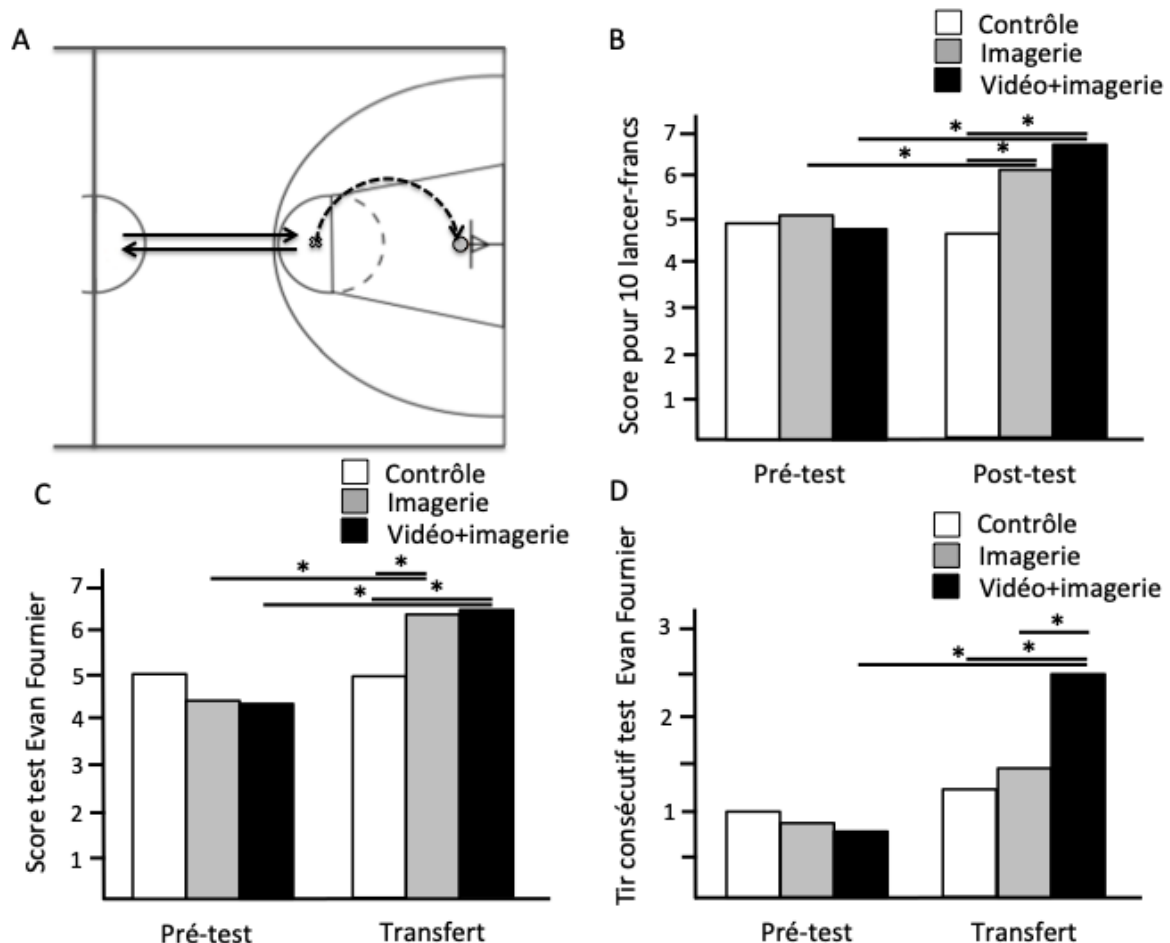 A
B
Contrôle
Imagerie
Vidéo+imagerie
Score pour 10 lancer-francs
7
6
5
4
3
2
1
* *
* *
Pré-test
Post-test
C
Contrôle
Imagerie
Vidéo+imagerie
Score test Evan Fournier
7
6
5
4
3
2
1
* *
* *
Pré-test
Transfert
D
Contrôle
Imagerie
Vidéo+imagerie
Tir consécutif test Evan Fournier
3
2
1
*
* *
Pré-test
Transfert